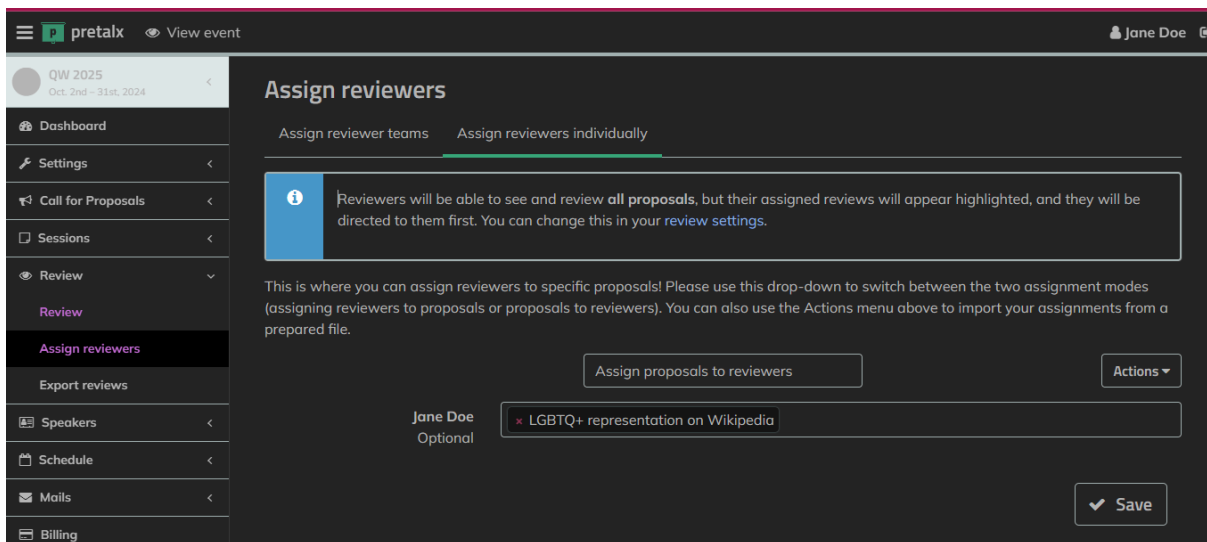 pretalx
View event
Jane Doe
QW 2025
Oct. 2nd – 31st, 2024
Dashboard
Settings
Call for Proposals
Sessions
Review
Review
Assign reviewers
Export reviews
Speakers
Schedule
Mails
Billing
Assign reviewers
Assign reviewer teams
Assign reviewers individually
Reviewers will be able to see and review all proposals, but their assigned reviews will appear highlighted, and they will be
directed to them first. You can change this in your review settings.
This is where you can assign reviewers to specific proposals! Please use this drop-down to switch between the two assignment modes
(assigning reviewers to proposals or proposals to reviewers). You can also use the Actions menu above to import your assignments from a
prepared file.
Assign proposals to reviewers
Actions
Jane Doe
Optional
× LGBTQ+ representation on Wikipedia
Save